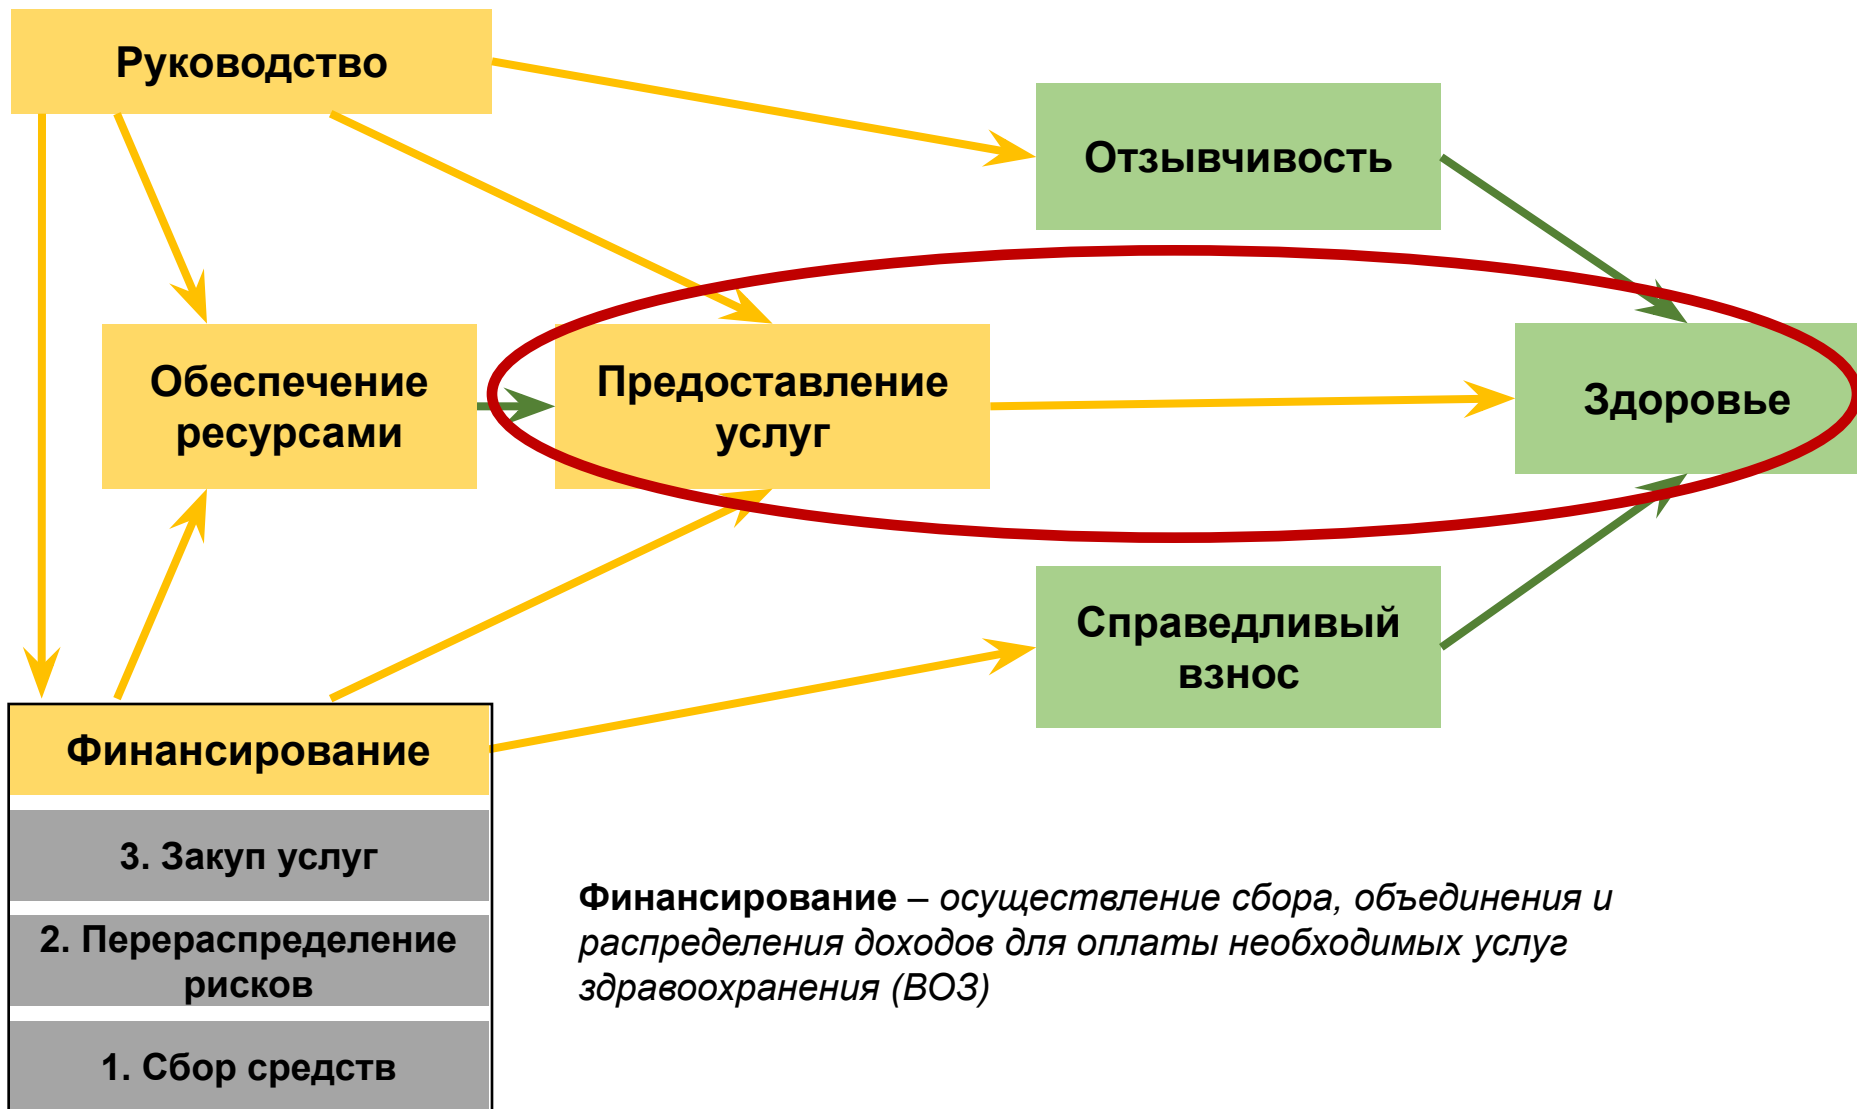 Руководство
Отзывчивость
Обеспечение
ресурсами
Предоставление
услуг
Здоровье
Справедливый
взнос
Финансирование
3. Закуп услуг
2. Перераспределение
рисков
1. Сбор средств
Финансирование – осуществление сбора, объединения и
распределения доходов для оплаты необходимых услуг
здравоохранения (ВОЗ)